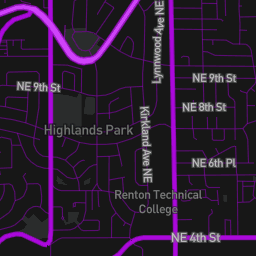 Lynnwood Ave NE
NE 9th St
NE 9th St
NE 8th St
Kirkland Ave NE
Highlands Park
NE 6th Pl
Renton Technical
College
NE 4th St